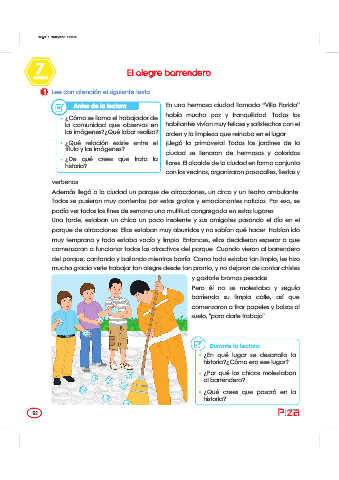 7
El alegre barrendero
1 Lee con atención el siguiente texto
Antes de la lectura
• ¿Cómo se llama el trabajador de
la comunidad que observas en
las imágenes?¿Qué labor realiza?
• ¿Qué relación existe entre el
título y las imágenes?
• ¿De qué crees que trata la
historia?
En una hermosa ciudad llamada "Villa Florida"
había mucha paz y tranquilidad. Todos los
habitantes vivían muy felices y satisfechos con el
orden y la limpieza que reinaba en el lugar.
¡Llegó la primavera! Todos los jardines de la
ciudad se llenaron de hermosas y coloridas
flores. El alcalde de la ciudad en forma conjunta
con los vecinos, organizaron pasacalles, fiestas y
verbenas.
Además llegó a la ciudad un parque de atracciones, un circo y un teatro ambulante.
Todos se pusieron muy contentos por estas gratas y emocionantes noticias. Por eso, se
podía ver todos los fines de semana una multitud congregada en estos lugares.
Una tarde, estaban un chico un poco insolente y sus amigotes pasando el día en el
parque de atracciones. Ellos estaban muy aburridos y no sabían qué hacer. Habían ido
muy temprano y todo estaba vacío y limpio. Entonces, ellos decidieron esperar a que
comenzaran a funcionar todos los atractivos del parque. Cuando vieron al barrendero
del parque, cantando y bailando mientras barría. Como todo estaba tan limpio, les hizo
mucha gracia verle trabajar tan alegre desde tan pronto, y no dejaron de contar chistes
y gastarle bromas pesadas.
Pero él no se molestaba y seguía
barriendo su limpia calle, así que
comenzaron a tirar papeles y bolsas al
suelo, "para darle trabajo".
Durante la lectura
• ¿En qué lugar se desarrolla la
historia?¿Cómo era ese lugar?
• ¿Por qué los chicos molestaban
al barrendero?
• ¿Qué crees que pasará en la
historia?